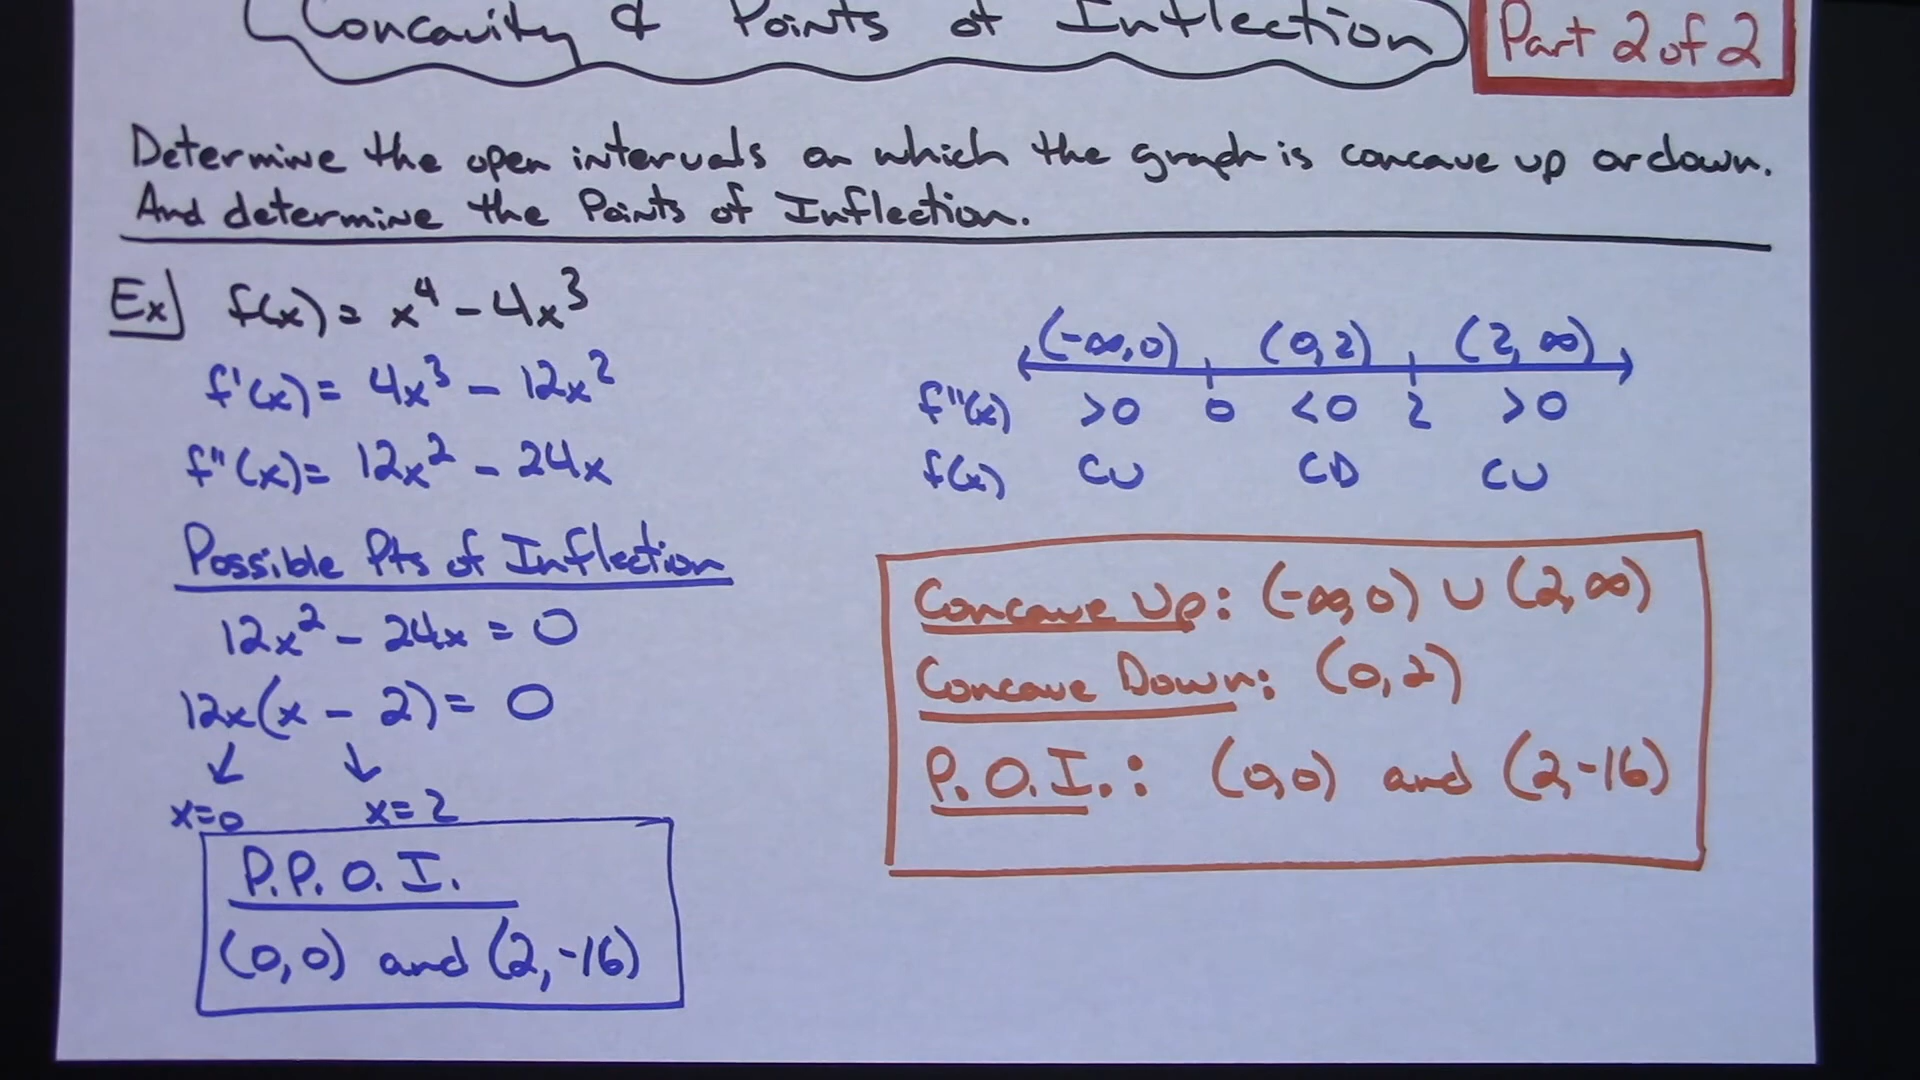 Concavity & Points of Inflection
Part 2 of 2
Determine the open intervals on which the graph is concave up or down.
And determine the Points of Inflection.
Ex] f(x) = x⁴ - 4x³
f'(x) = 4x³ - 12x²
f''(x) = 12x² - 24x
Possible Pts of Inflection
12x² - 24x = 0
12x(x - 2) = 0
↙ ↘
x=0 x=2
P.P.O.I.
(0,0) and (2,-16)
(-∞,0) (0,2) (2,∞)
f''(x) >0 0 <0 2 >0
f(x) CU CD CU
Concave Up: (-∞,0) ∪ (2,∞)
Concave Down: (0,2)
P.O.I.: (0,0) and (2,-16)